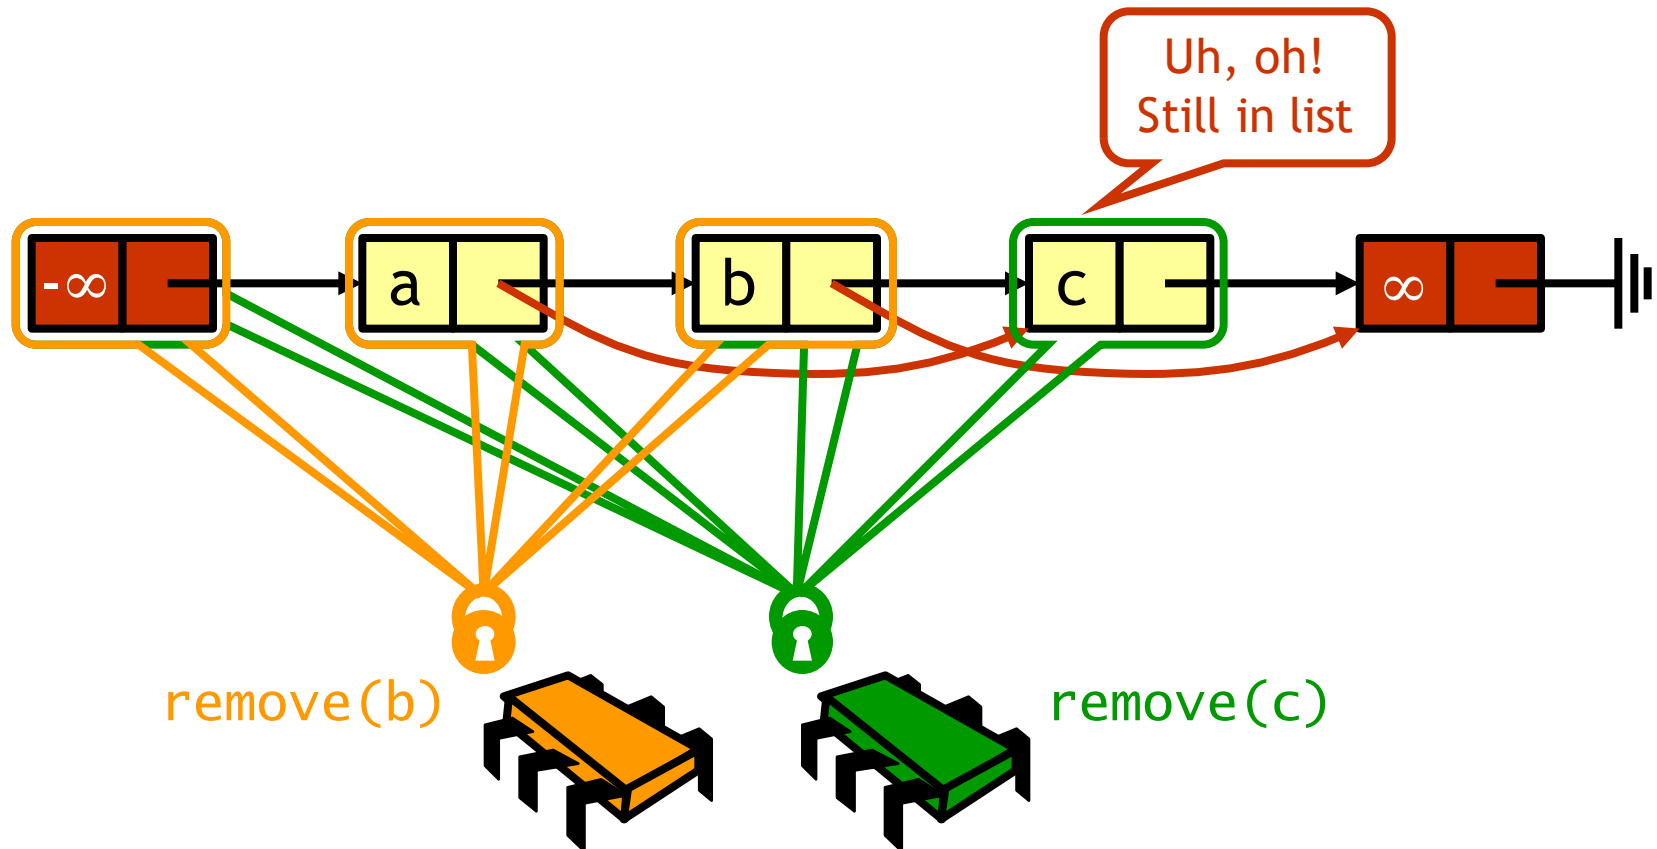 Uh, oh!
Still in list
-∞ a b c ∞
remove(b) remove(c)